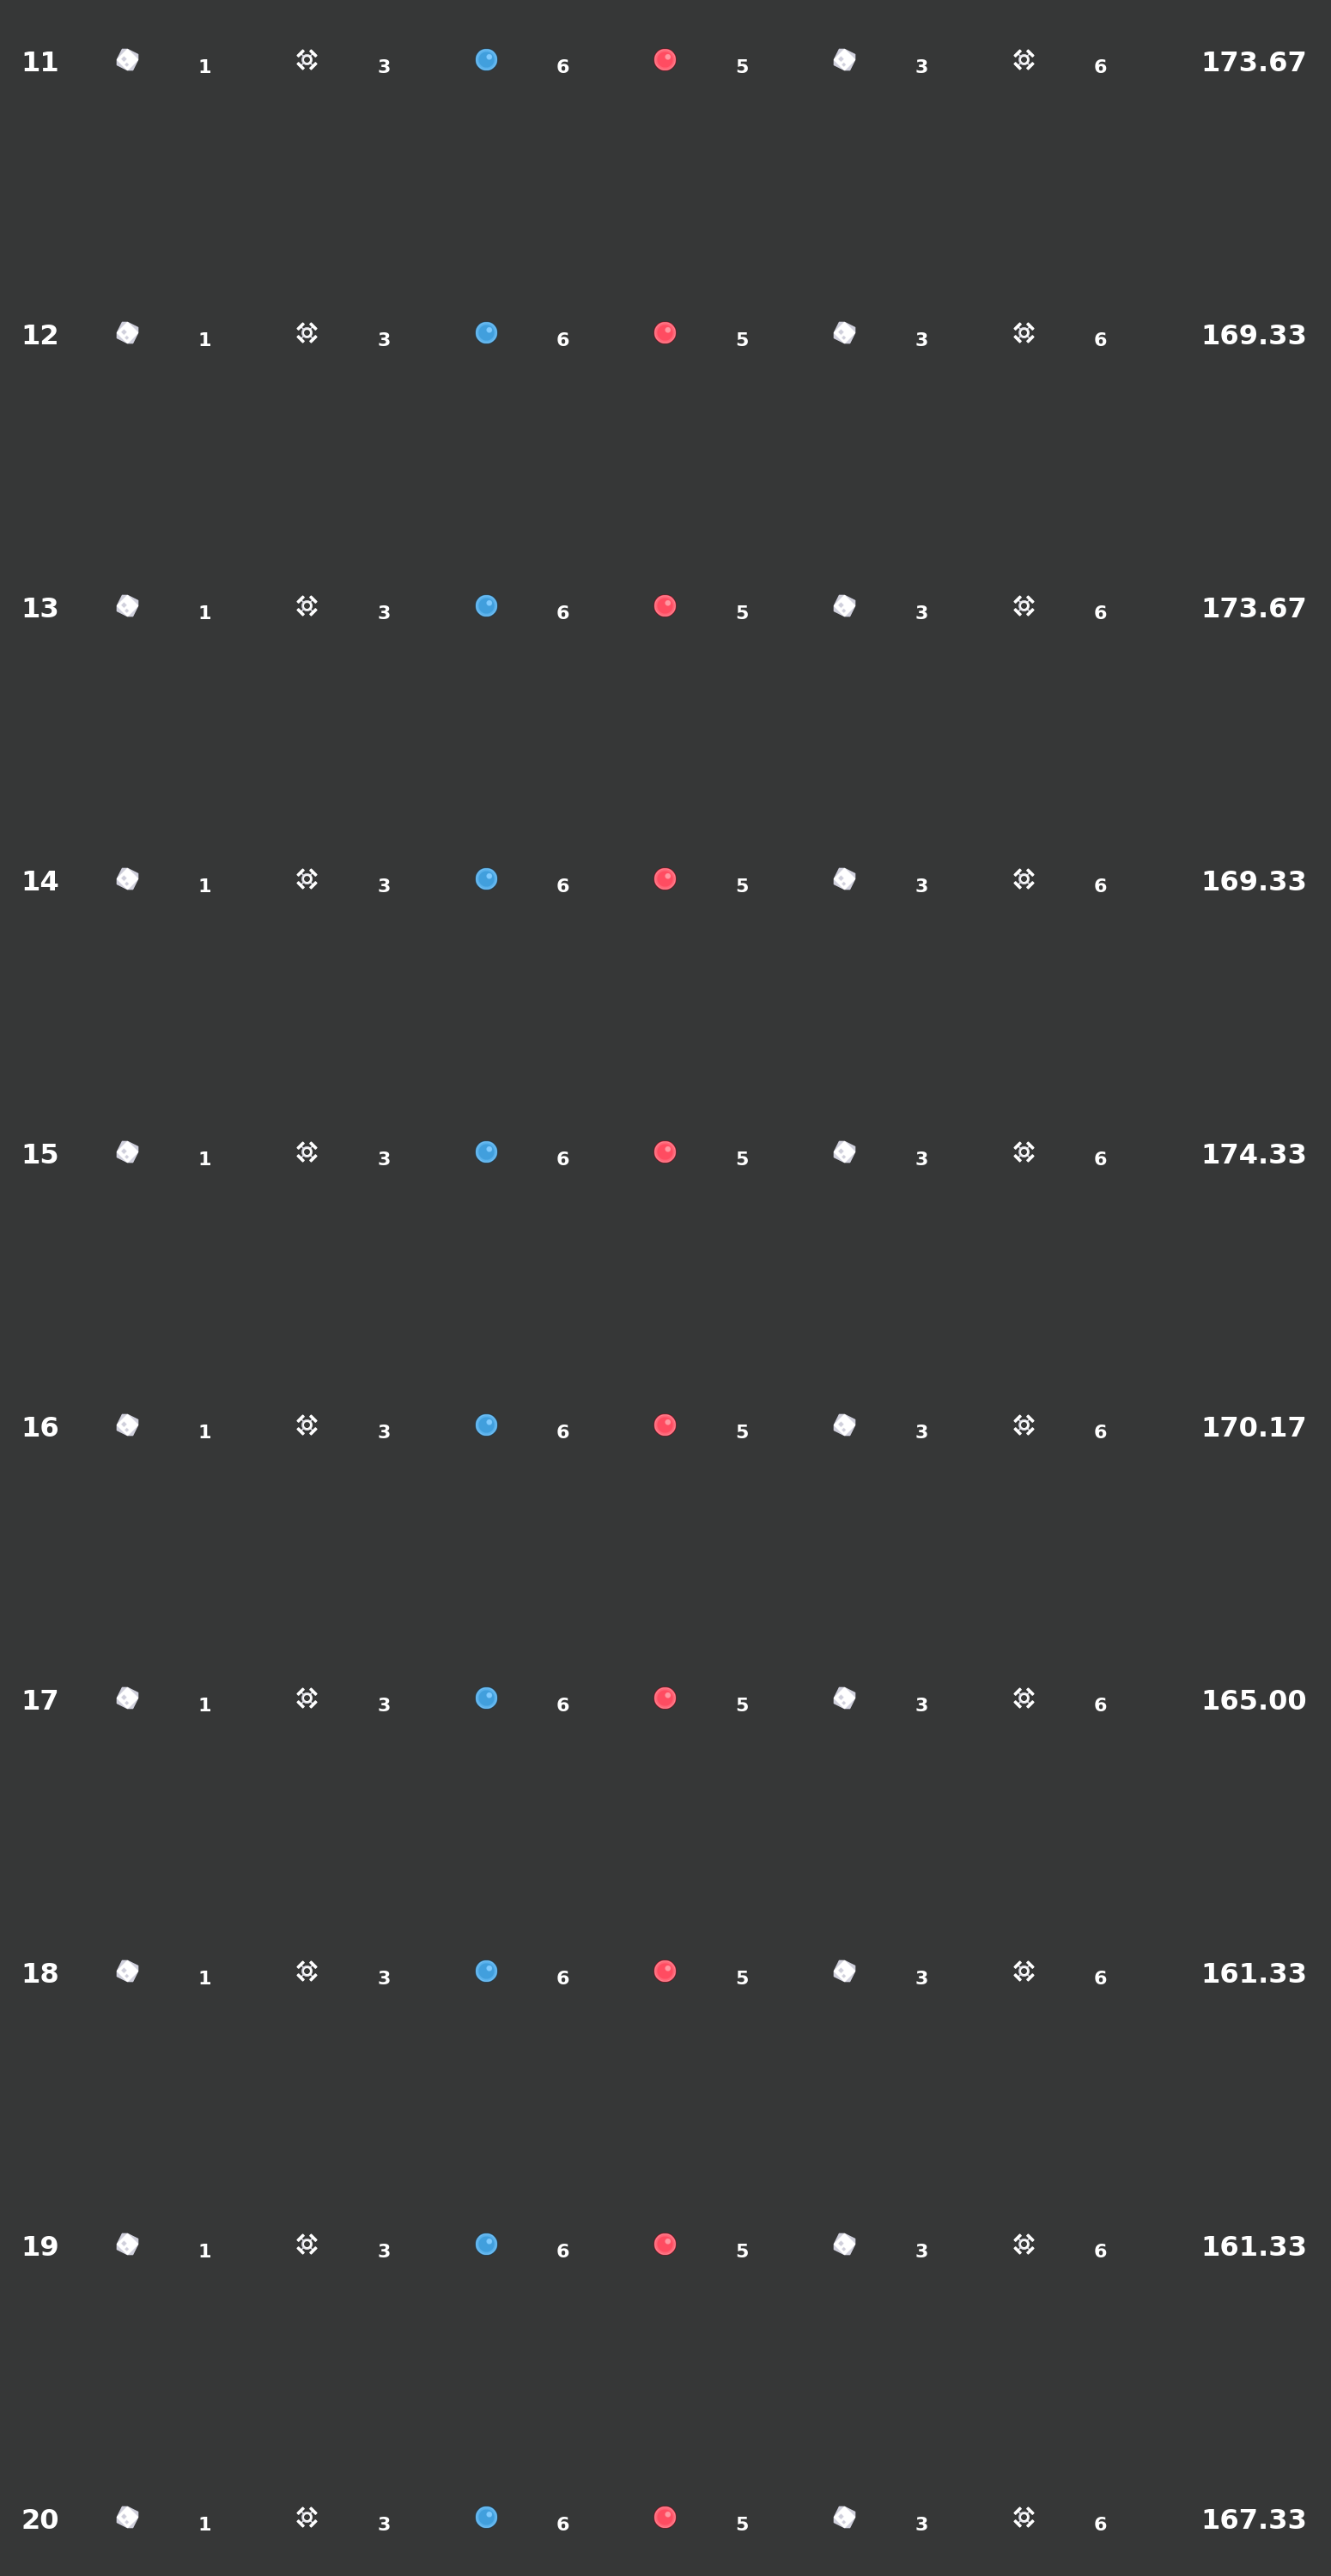 11 1 3 6 5 3 6 173.67
12 1 3 6 5 3 6 169.33
13 1 3 6 5 3 6 173.67
14 1 3 6 5 3 6 169.33
15 1 3 6 5 3 6 174.33
16 1 3 6 5 3 6 170.17
17 1 3 6 5 3 6 165.00
18 1 3 6 5 3 6 161.33
19 1 3 6 5 3 6 161.33
20 1 3 6 5 3 6 167.33